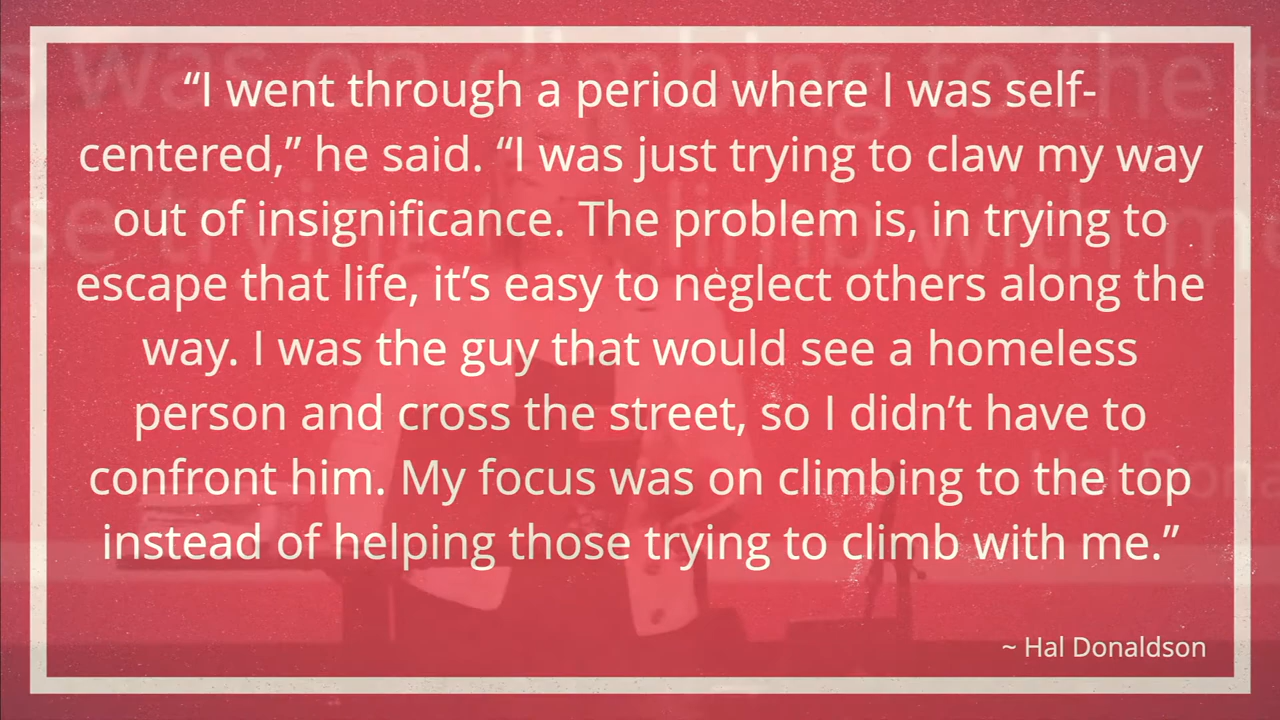 “I went through a period where I was self-
centered,” he said. “I was just trying to claw my way
out of insignificance. The problem is, in trying to
escape that life, it’s easy to neglect others along the
way. I was the guy that would see a homeless
person and cross the street, so I didn’t have to
confront him. My focus was on climbing to the top
instead of helping those trying to climb with me.”
~ Hal Donaldson